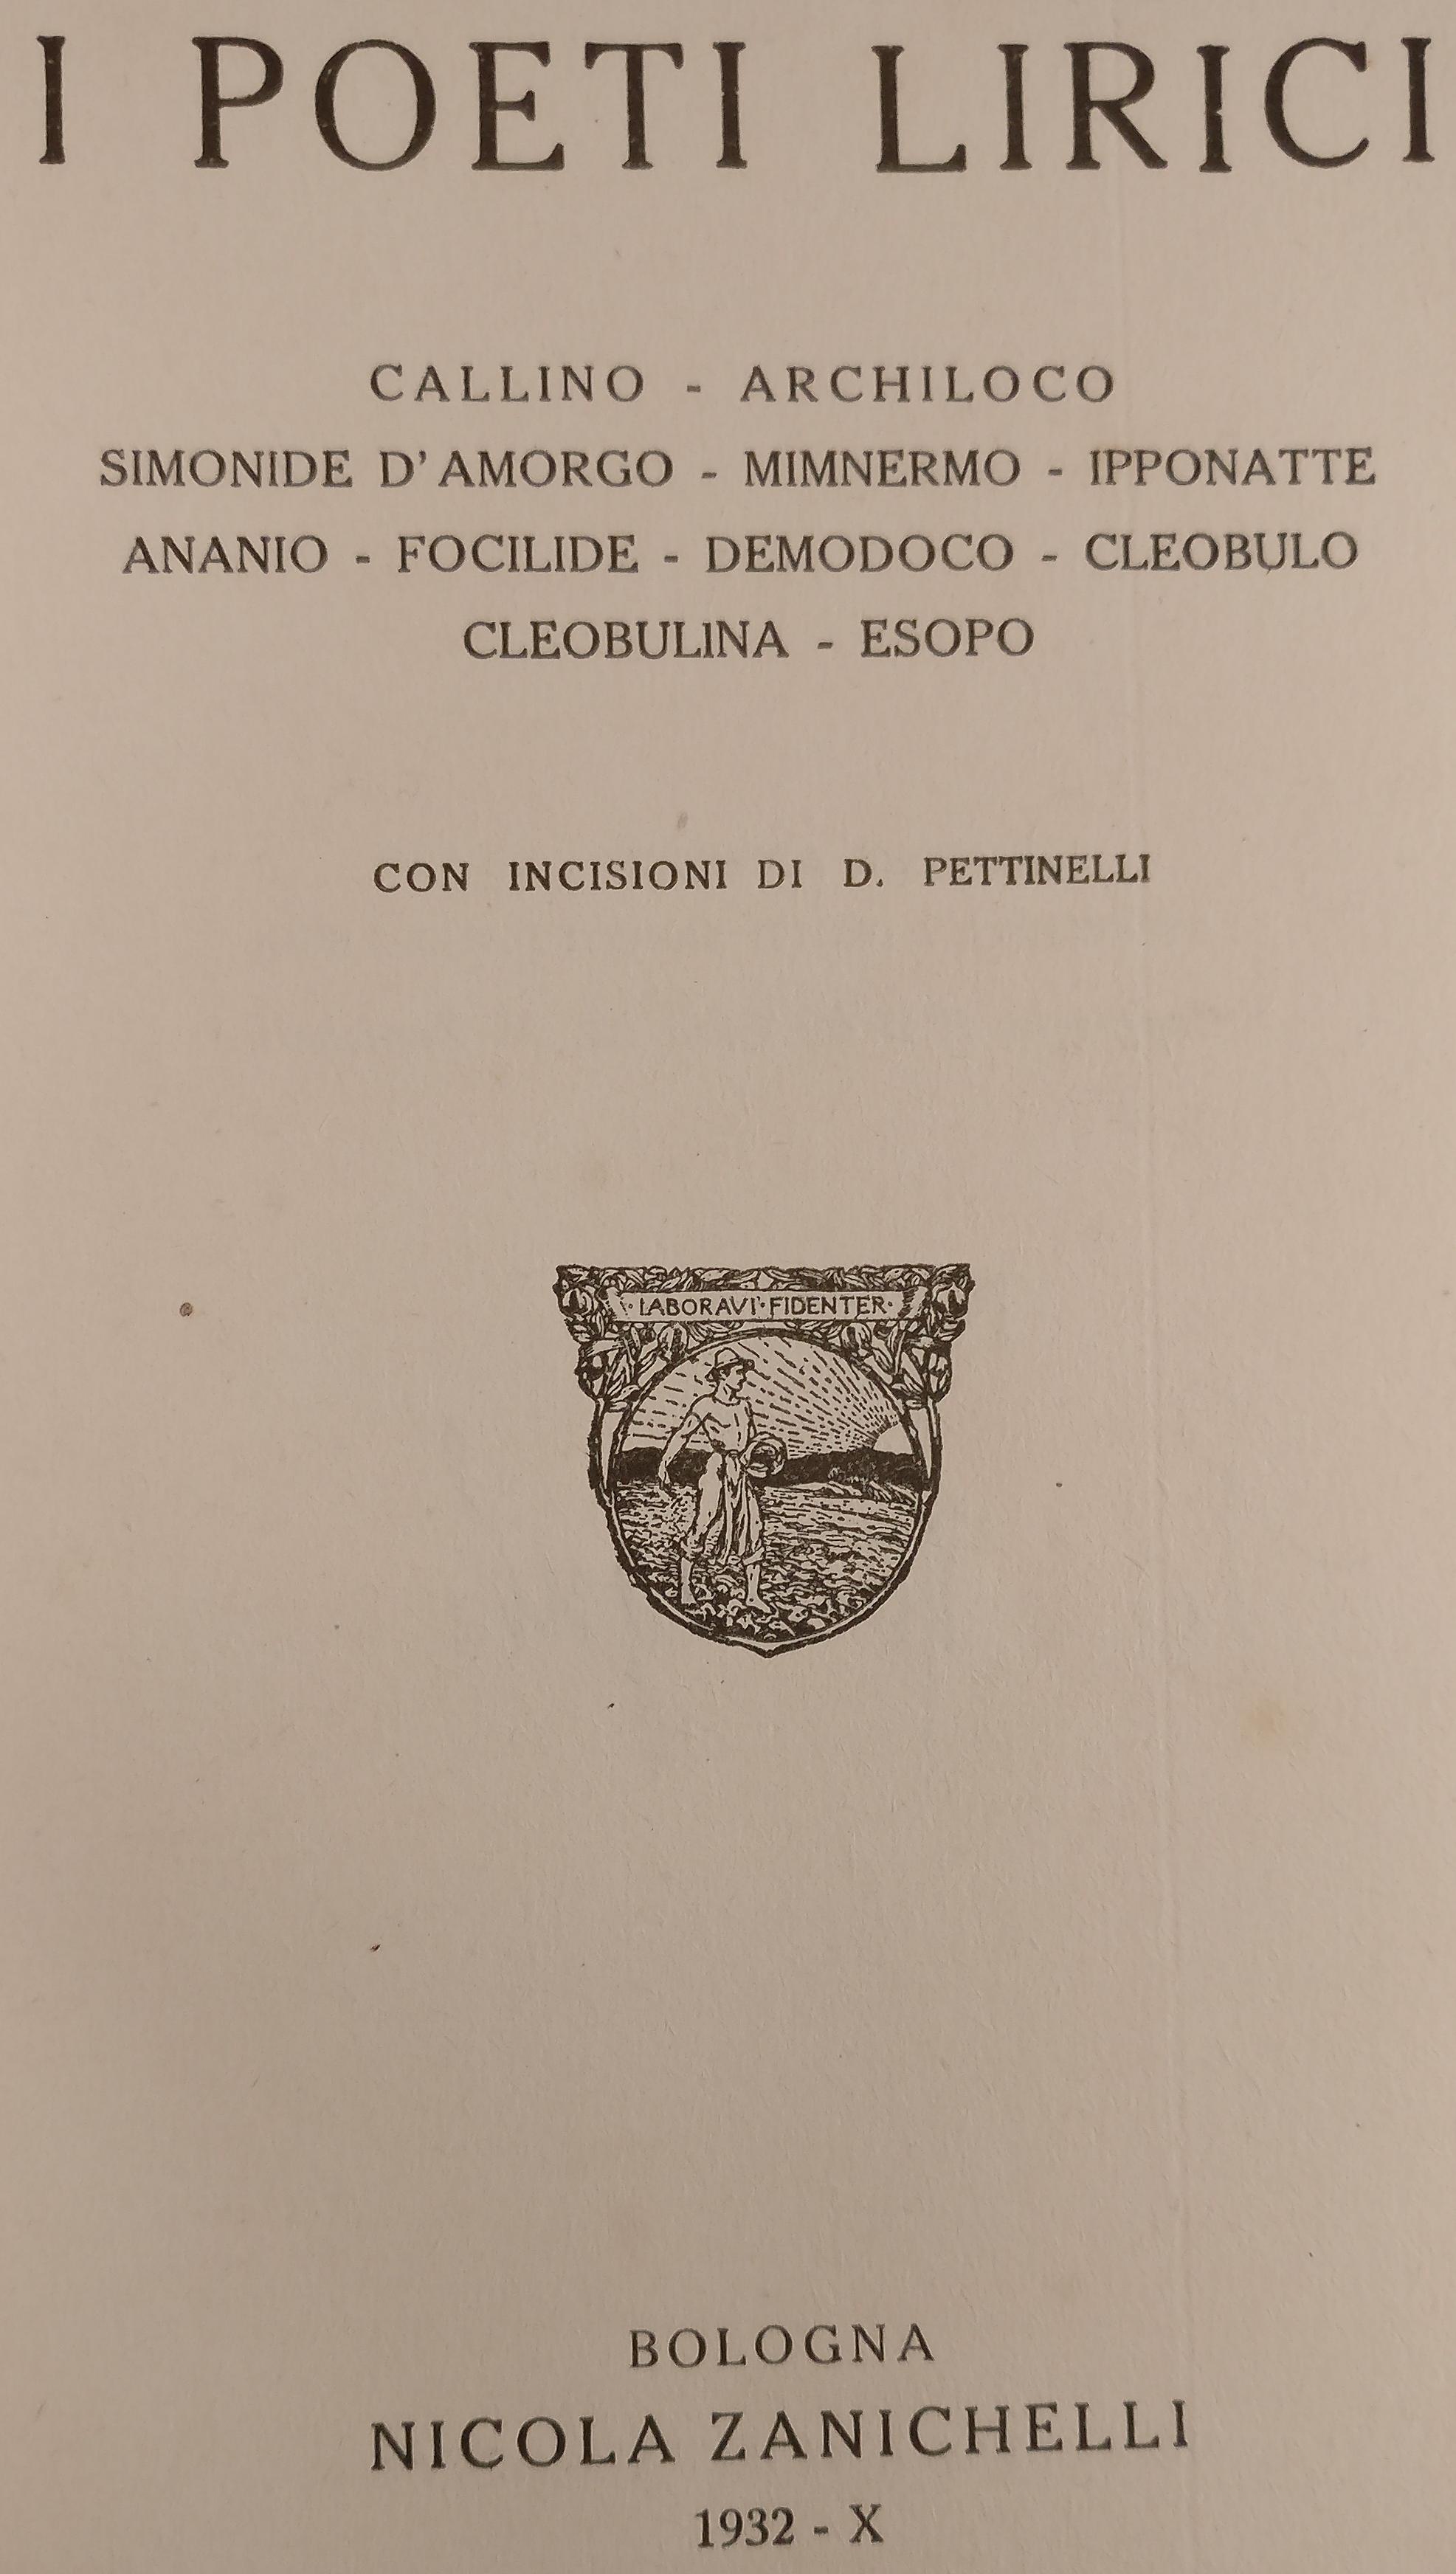 I POETI LIRICI
CALLINO - ARCHILOCO
SIMONIDE D'AMORGO - MIMNERMO - IPPONATTE
ANANIO - FOCILIDE - DEMODOCO - CLEOBULO
CLEOBULINA - ESOPO
CON INCISIONI DI D. PETTINELLI
·LABORAVI·FIDENTER·
BOLOGNA
NICOLA ZANICHELLI
1932 - X